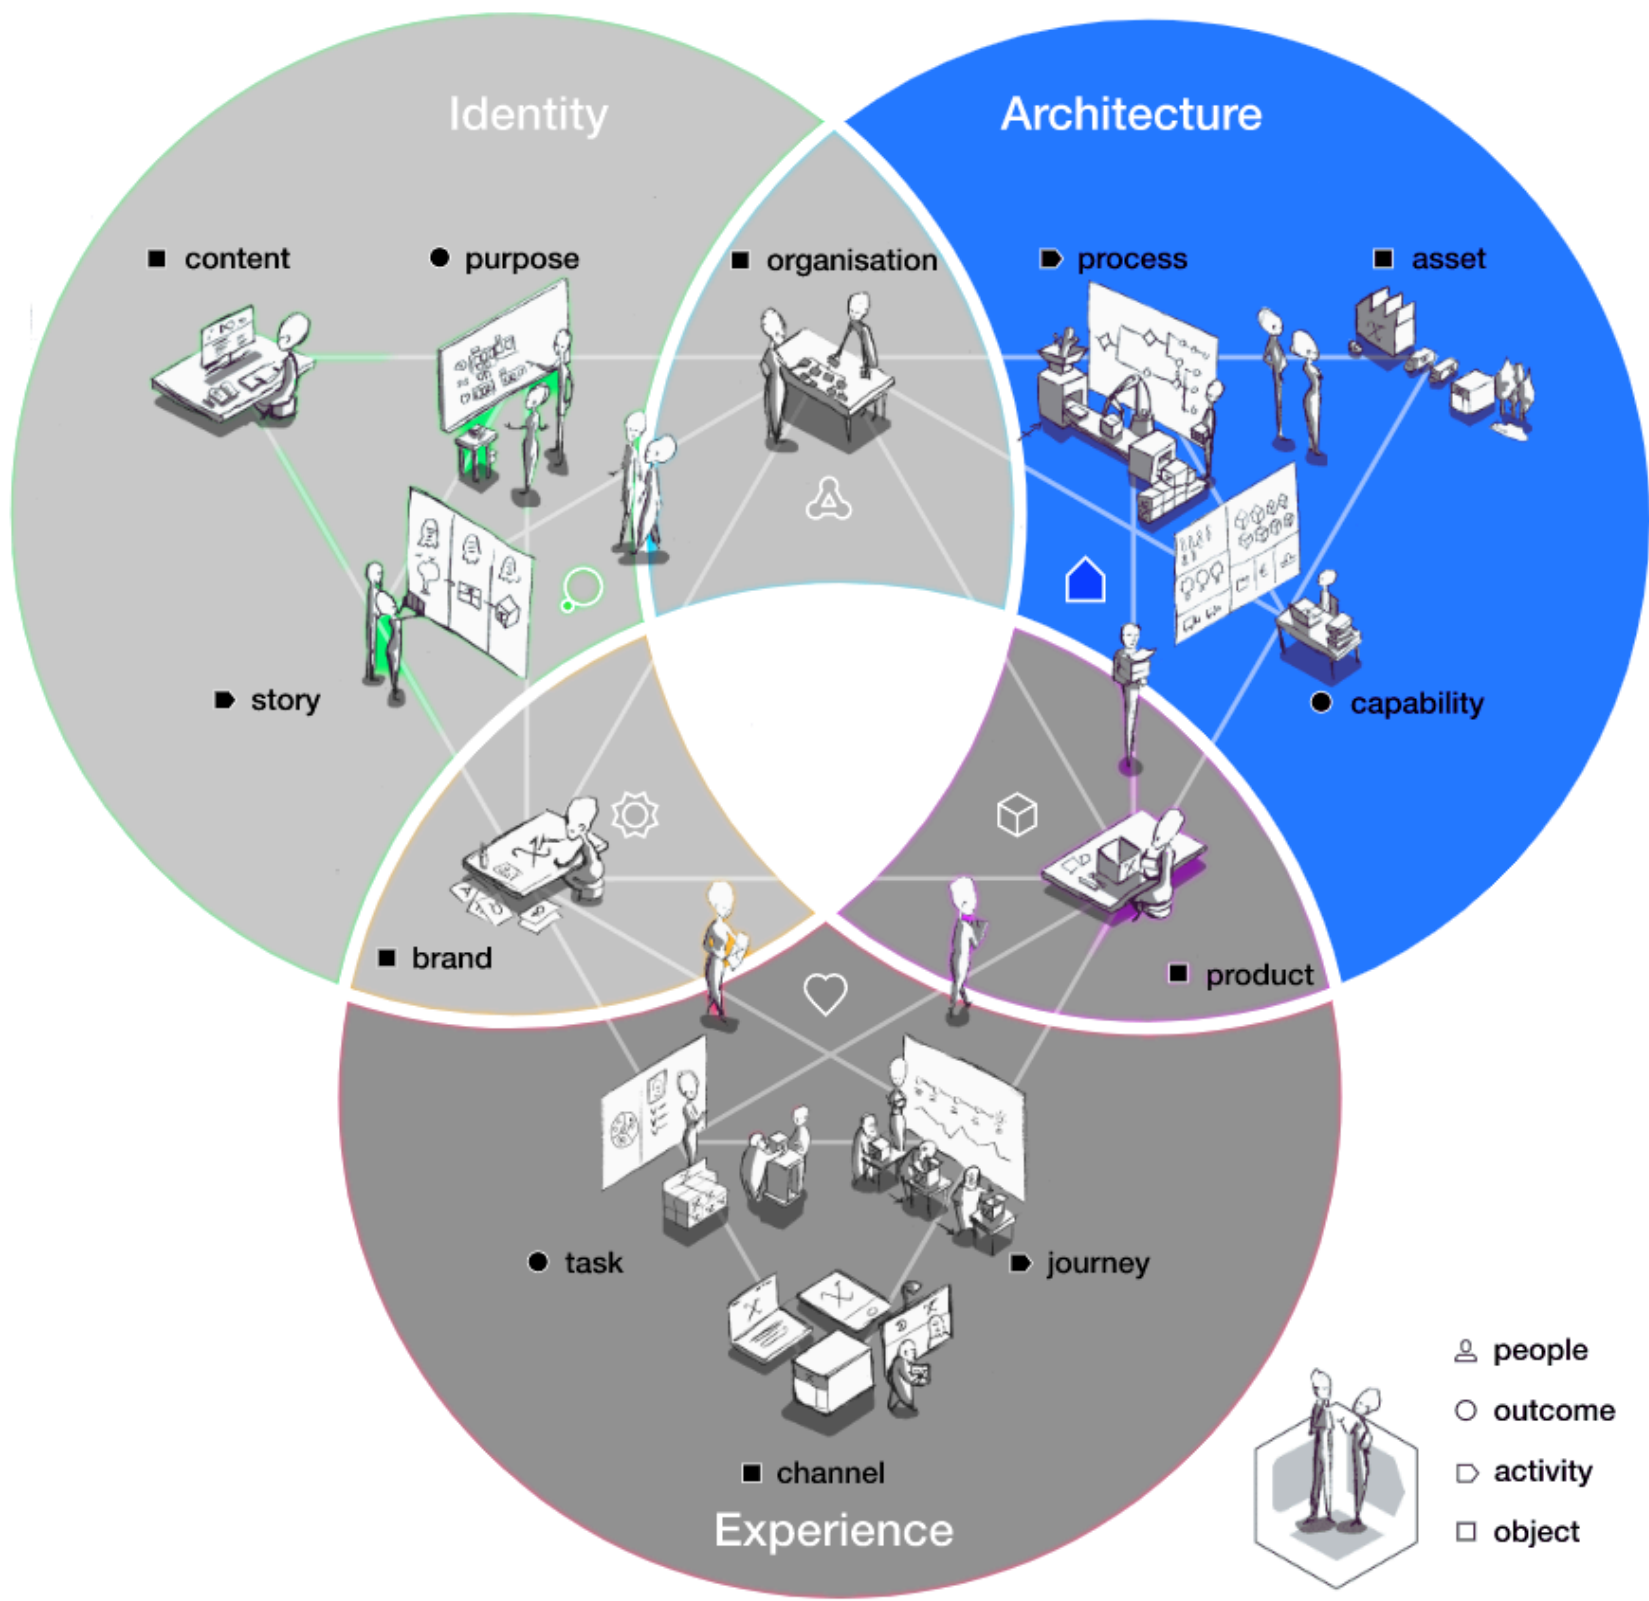 Identity
Architecture
content
purpose
organisation
process
asset
story
capability
brand
product
task
journey
channel
Experience
people
outcome
activity
object